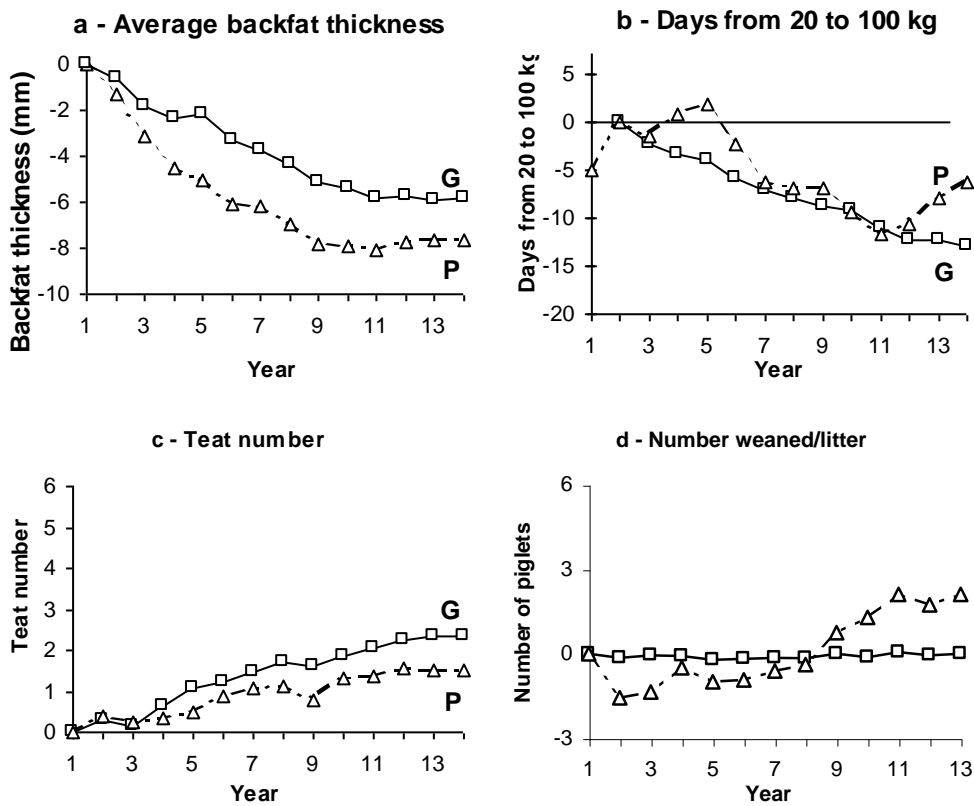 a - Average backfat thickness
Backfat thickness (mm)
0
-2
-4
-6
-8
-10
G
P
1 3 5 7 9 11 13
Year
b - Days from 20 to 100 kg
Days from 20 to 100 kg
5
0
-5
-10
-15
-20
P
G
1 3 5 7 9 11 13
Year
c - Teat number
Teat number
6
5
4
3
2
1
0
G
P
1 3 5 7 9 11 13
Year
d - Number weaned/litter
Number of piglets
6
3
0
-3
1 3 5 7 9 11 13
Year